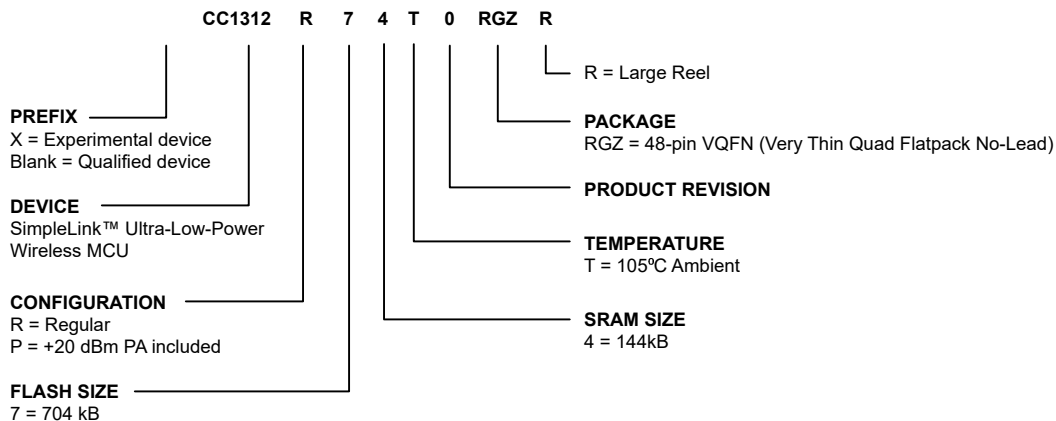 CC1312 R 7 4 T 0 RGZ R
R = Large Reel
PREFIX
X = Experimental device
Blank = Qualified device
PACKAGE
RGZ = 48-pin VQFN (Very Thin Quad Flatpack No-Lead)
PRODUCT REVISION
DEVICE
SimpleLink™ Ultra-Low-Power
Wireless MCU
TEMPERATURE
T = 105ºC Ambient
CONFIGURATION
R = Regular
P = +20 dBm PA included
SRAM SIZE
4 = 144kB
FLASH SIZE
7 = 704 kB